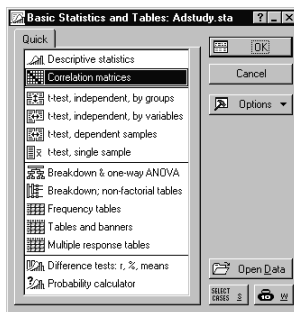 Basic Statistics and Tables: Adstudy.sta
Quick
Descriptive statistics
Correlation matrices
t-test, independent, by groups
t-test, independent, by variables
t-test, dependent samples
t-test, single sample
Breakdown & one-way ANOVA
Breakdown; non-factorial tables
Frequency tables
Tables and banners
Multiple response tables
Difference tests: r, %, means
Probability calculator
OK
Cancel
Options
Open Data
SELECT CASES S
W